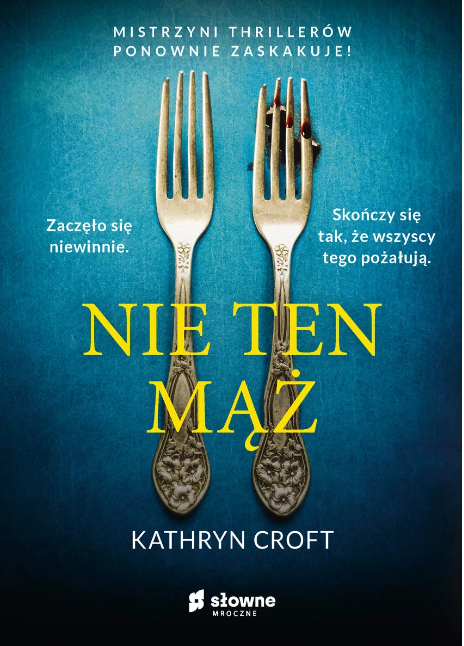 MISTRZYNI THRILLERÓW
PONOWNIE ZASKAKUJE!
Zaczęło się
niewinnie.
Skończy się
tak, że wszyscy
tego pożałują.
NIE TEN
MĄŻ
KATHRYN CROFT
słowne
MROCZNE